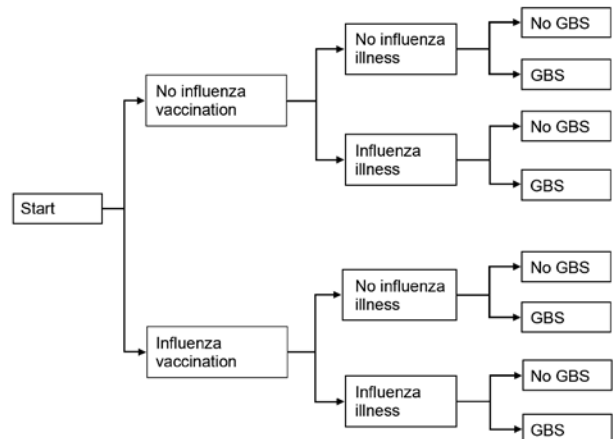 Start
No influenza
vaccination
Influenza
vaccination
No influenza
illness
Influenza
illness
No influenza
illness
Influenza
illness
No GBS
GBS
No GBS
GBS
No GBS
GBS
No GBS
GBS